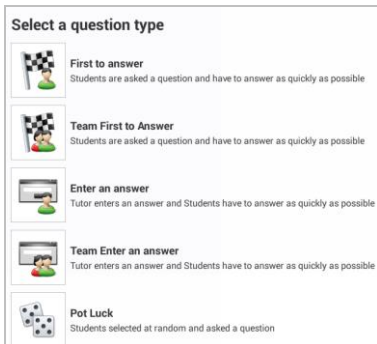 Select a question type
First to answer
Students are asked a question and have to answer as quickly as possible
Team First to Answer
Students are asked a question and have to answer as quickly as possible
Enter an answer
Tutor enters an answer and Students have to answer as quickly as possible
Team Enter an answer
Tutor enters an answer and Students have to answer as quickly as possible
Pot Luck
Students selected at random and asked a question